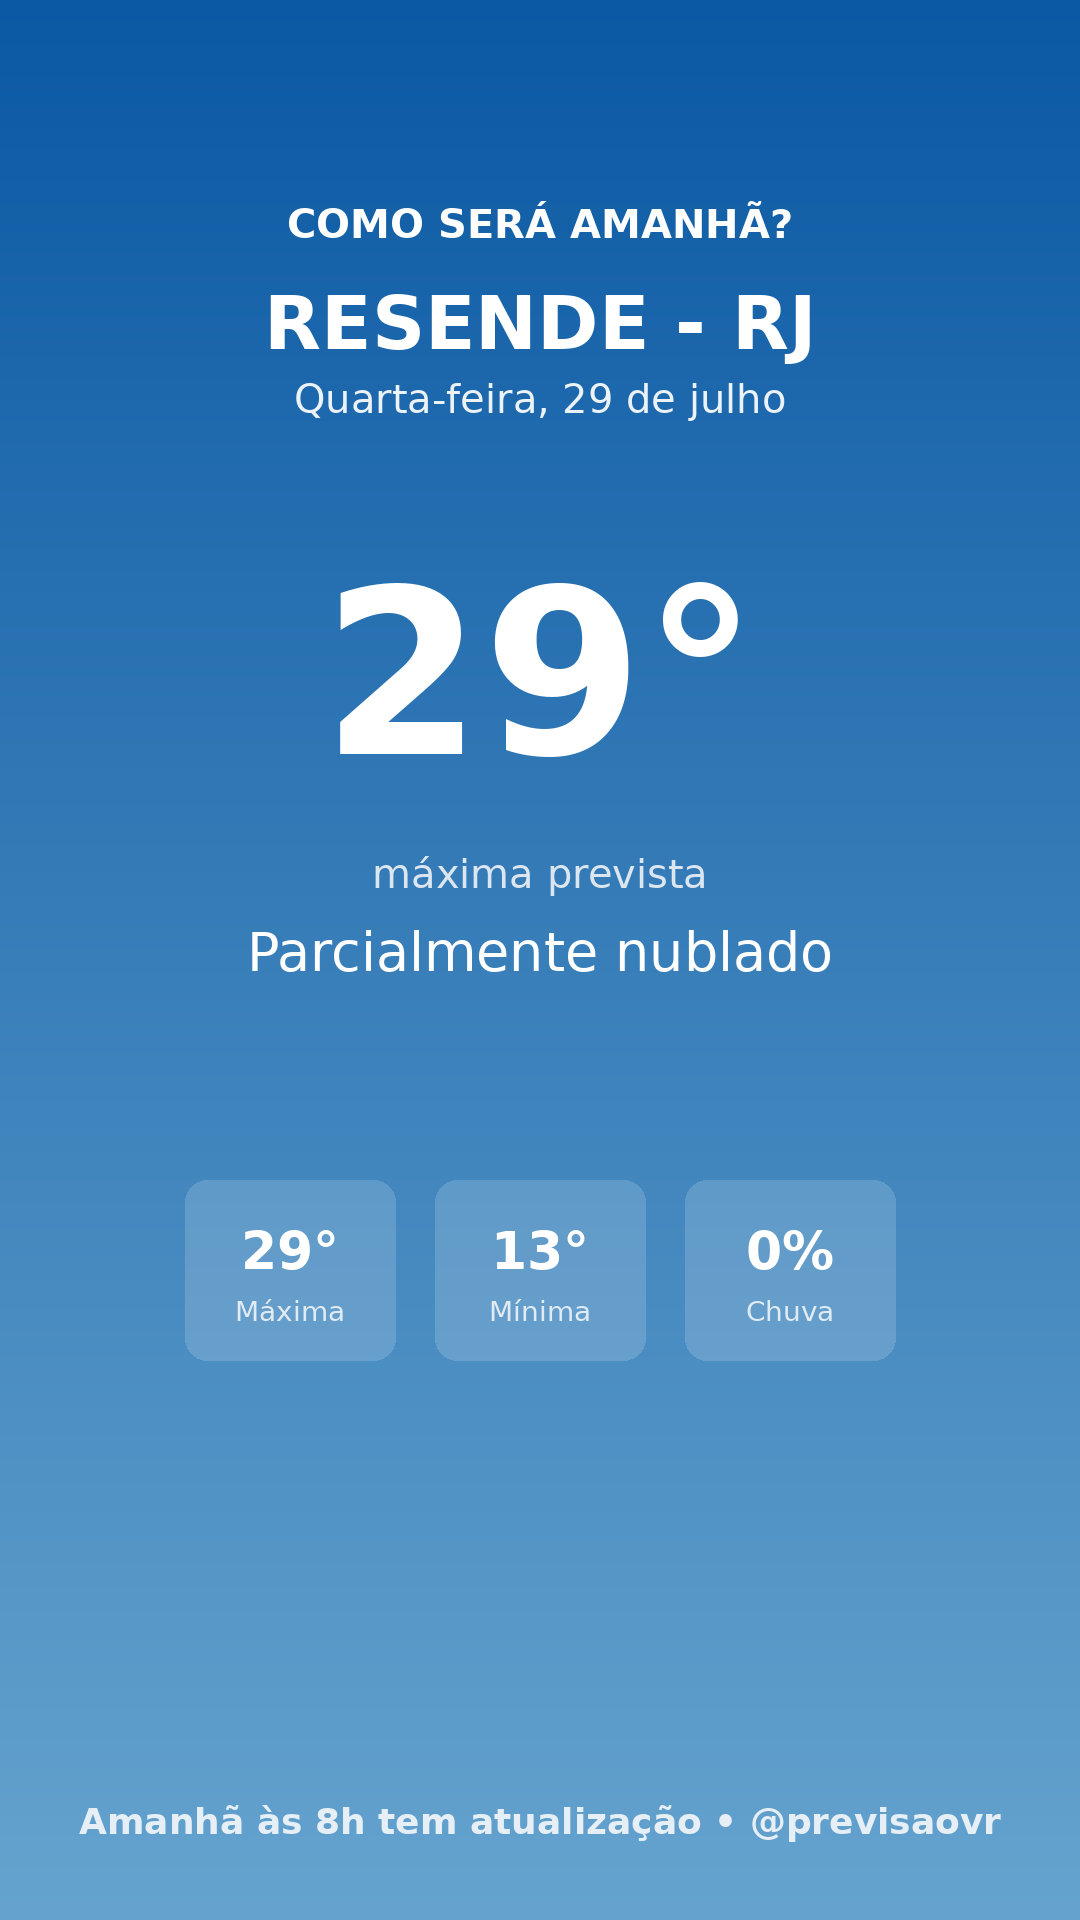 COMO SERÁ AMANHÃ?
RESENDE - RJ
Quarta-feira, 29 de julho
29°
máxima prevista
Parcialmente nublado
29°
Máxima
13°
Mínima
0%
Chuva
Amanhã às 8h tem atualização • @previsaovr